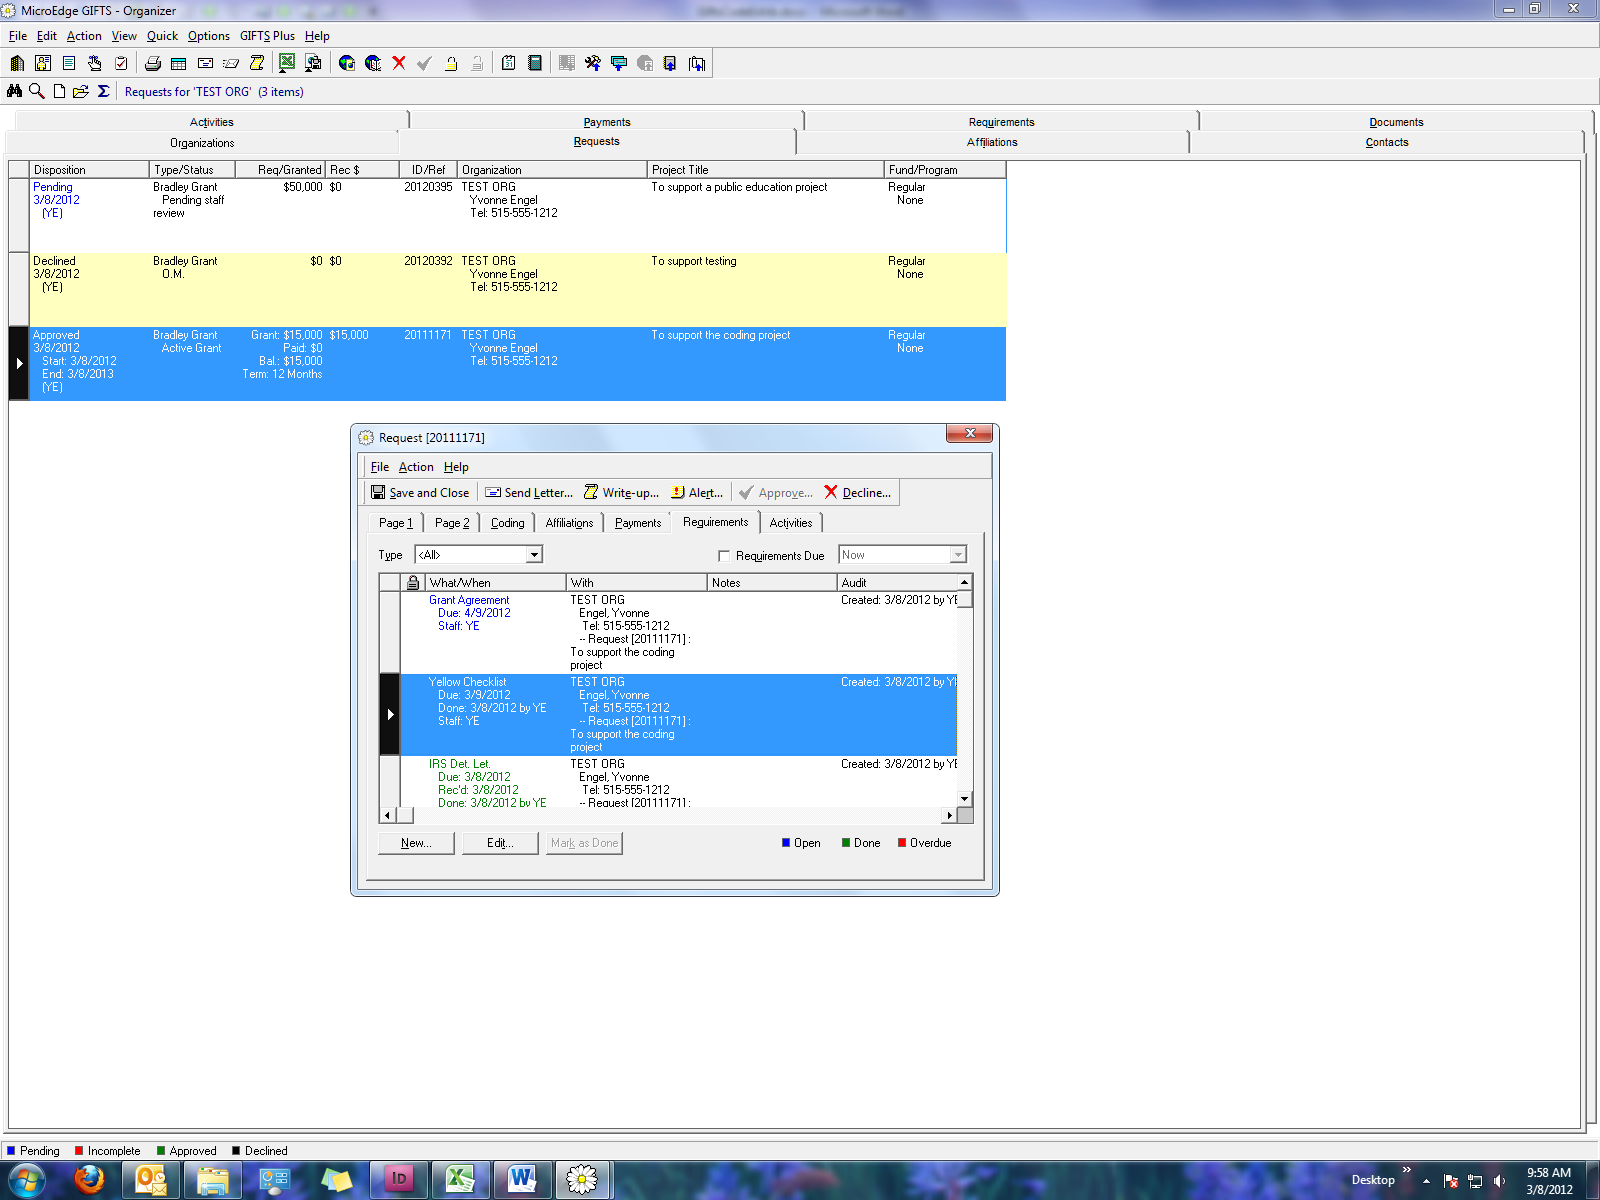 MicroEdge GIFTS - Organizer
File Edit Action View Quick Options GIFTS Plus Help
Requests for 'TEST ORG' (3 items)
Activities Payments Requirements Documents
Organizations Requests Affiliations Contacts
Disposition Type/Status Req/Granted Rec $ ID/Ref Organization Project Title Fund/Program
Pending Bradley Grant $50,000 $0 20120395 TEST ORG To support a public education project Regular
3/8/2012 Pending staff Yvonne Engel None
(YE) review Tel: 515-555-1212
Declined Bradley Grant $0 $0 20120392 TEST ORG To support testing Regular
3/8/2012 O.M. Yvonne Engel None
(YE) Tel: 515-555-1212
Approved Bradley Grant Grant: $15,000 $15,000 20111171 TEST ORG To support the coding project Regular
3/8/2012 Active Grant Paid: $0 Yvonne Engel None
Start: 3/8/2012 Bal.: $15,000 Tel: 515-555-1212
End: 3/8/2013 Term: 12 Months
(YE)
Request [20111171]
File Action Help
Save and Close Send Letter... Write-up... Alert... Approve... Decline...
Page 1 Page 2 Coding Affiliations Payments Requirements Activities
Type <All> Requirements Due Now
What/When With Notes Audit
Grant Agreement TEST ORG Created: 3/8/2012 by YE
Due: 4/9/2012 Engel, Yvonne
Staff: YE Tel: 515-555-1212
-- Request [20111171] :
To support the coding
project
Yellow Checklist TEST ORG Created: 3/8/2012 by YE
Due: 3/9/2012 Engel, Yvonne
Done: 3/8/2012 by YE Tel: 515-555-1212
Staff: YE -- Request [20111171] :
To support the coding
project
IRS Det. Let. TEST ORG Created: 3/8/2012 by YE
Due: 3/8/2012 Engel, Yvonne
Rec'd: 3/8/2012 Tel: 515-555-1212
Done: 3/8/2012 by YE -- Request [20111171] :
New... Edit... Mark as Done Open Done Overdue
Pending Incomplete Approved Declined
Id
Desktop »
9:58 AM
3/8/2012